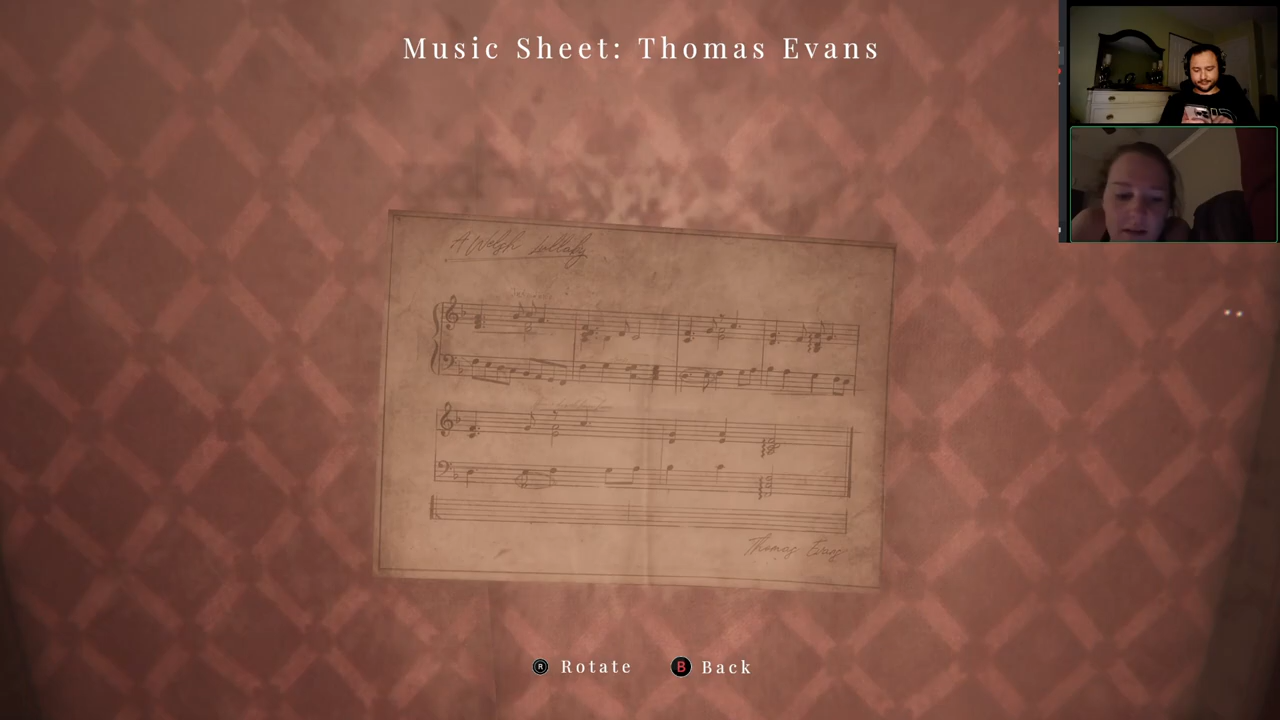 Music Sheet: Thomas Evans
A Welsh Lullaby
Thomas Evans
R Rotate B Back